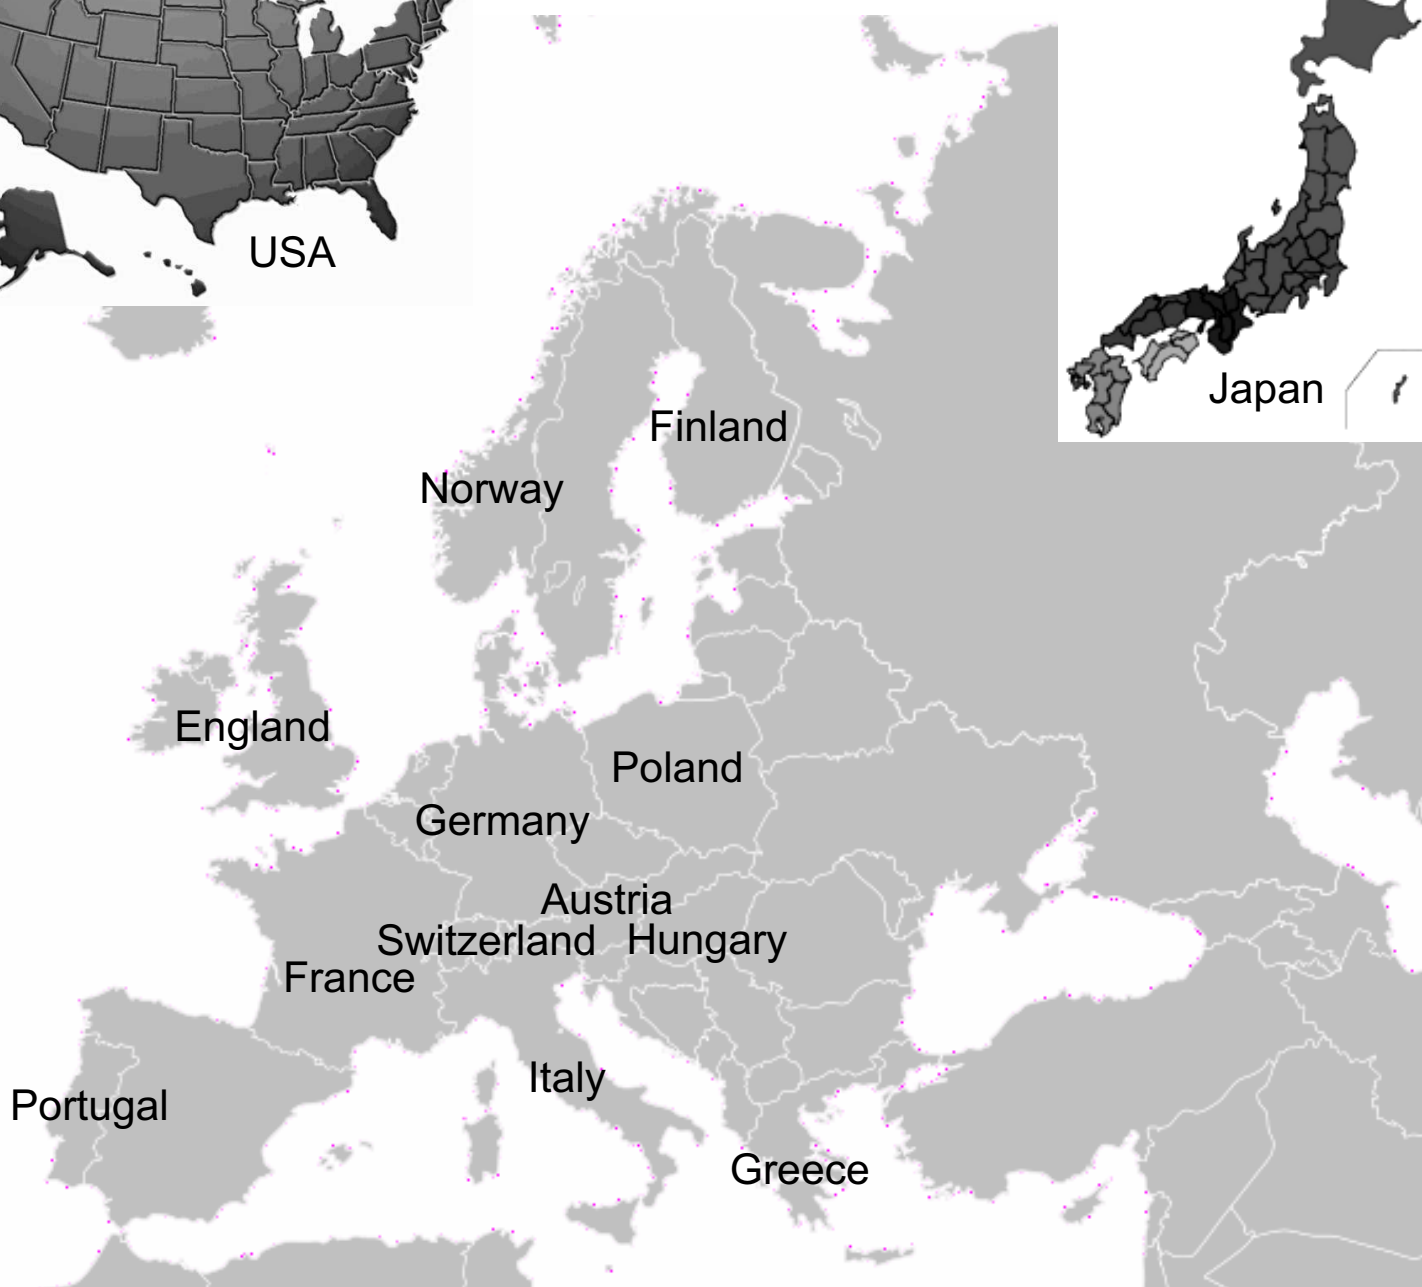 USA
Japan
Finland
Norway
England
Poland
Germany
Austria
Switzerland
Hungary
France
Italy
Portugal
Greece